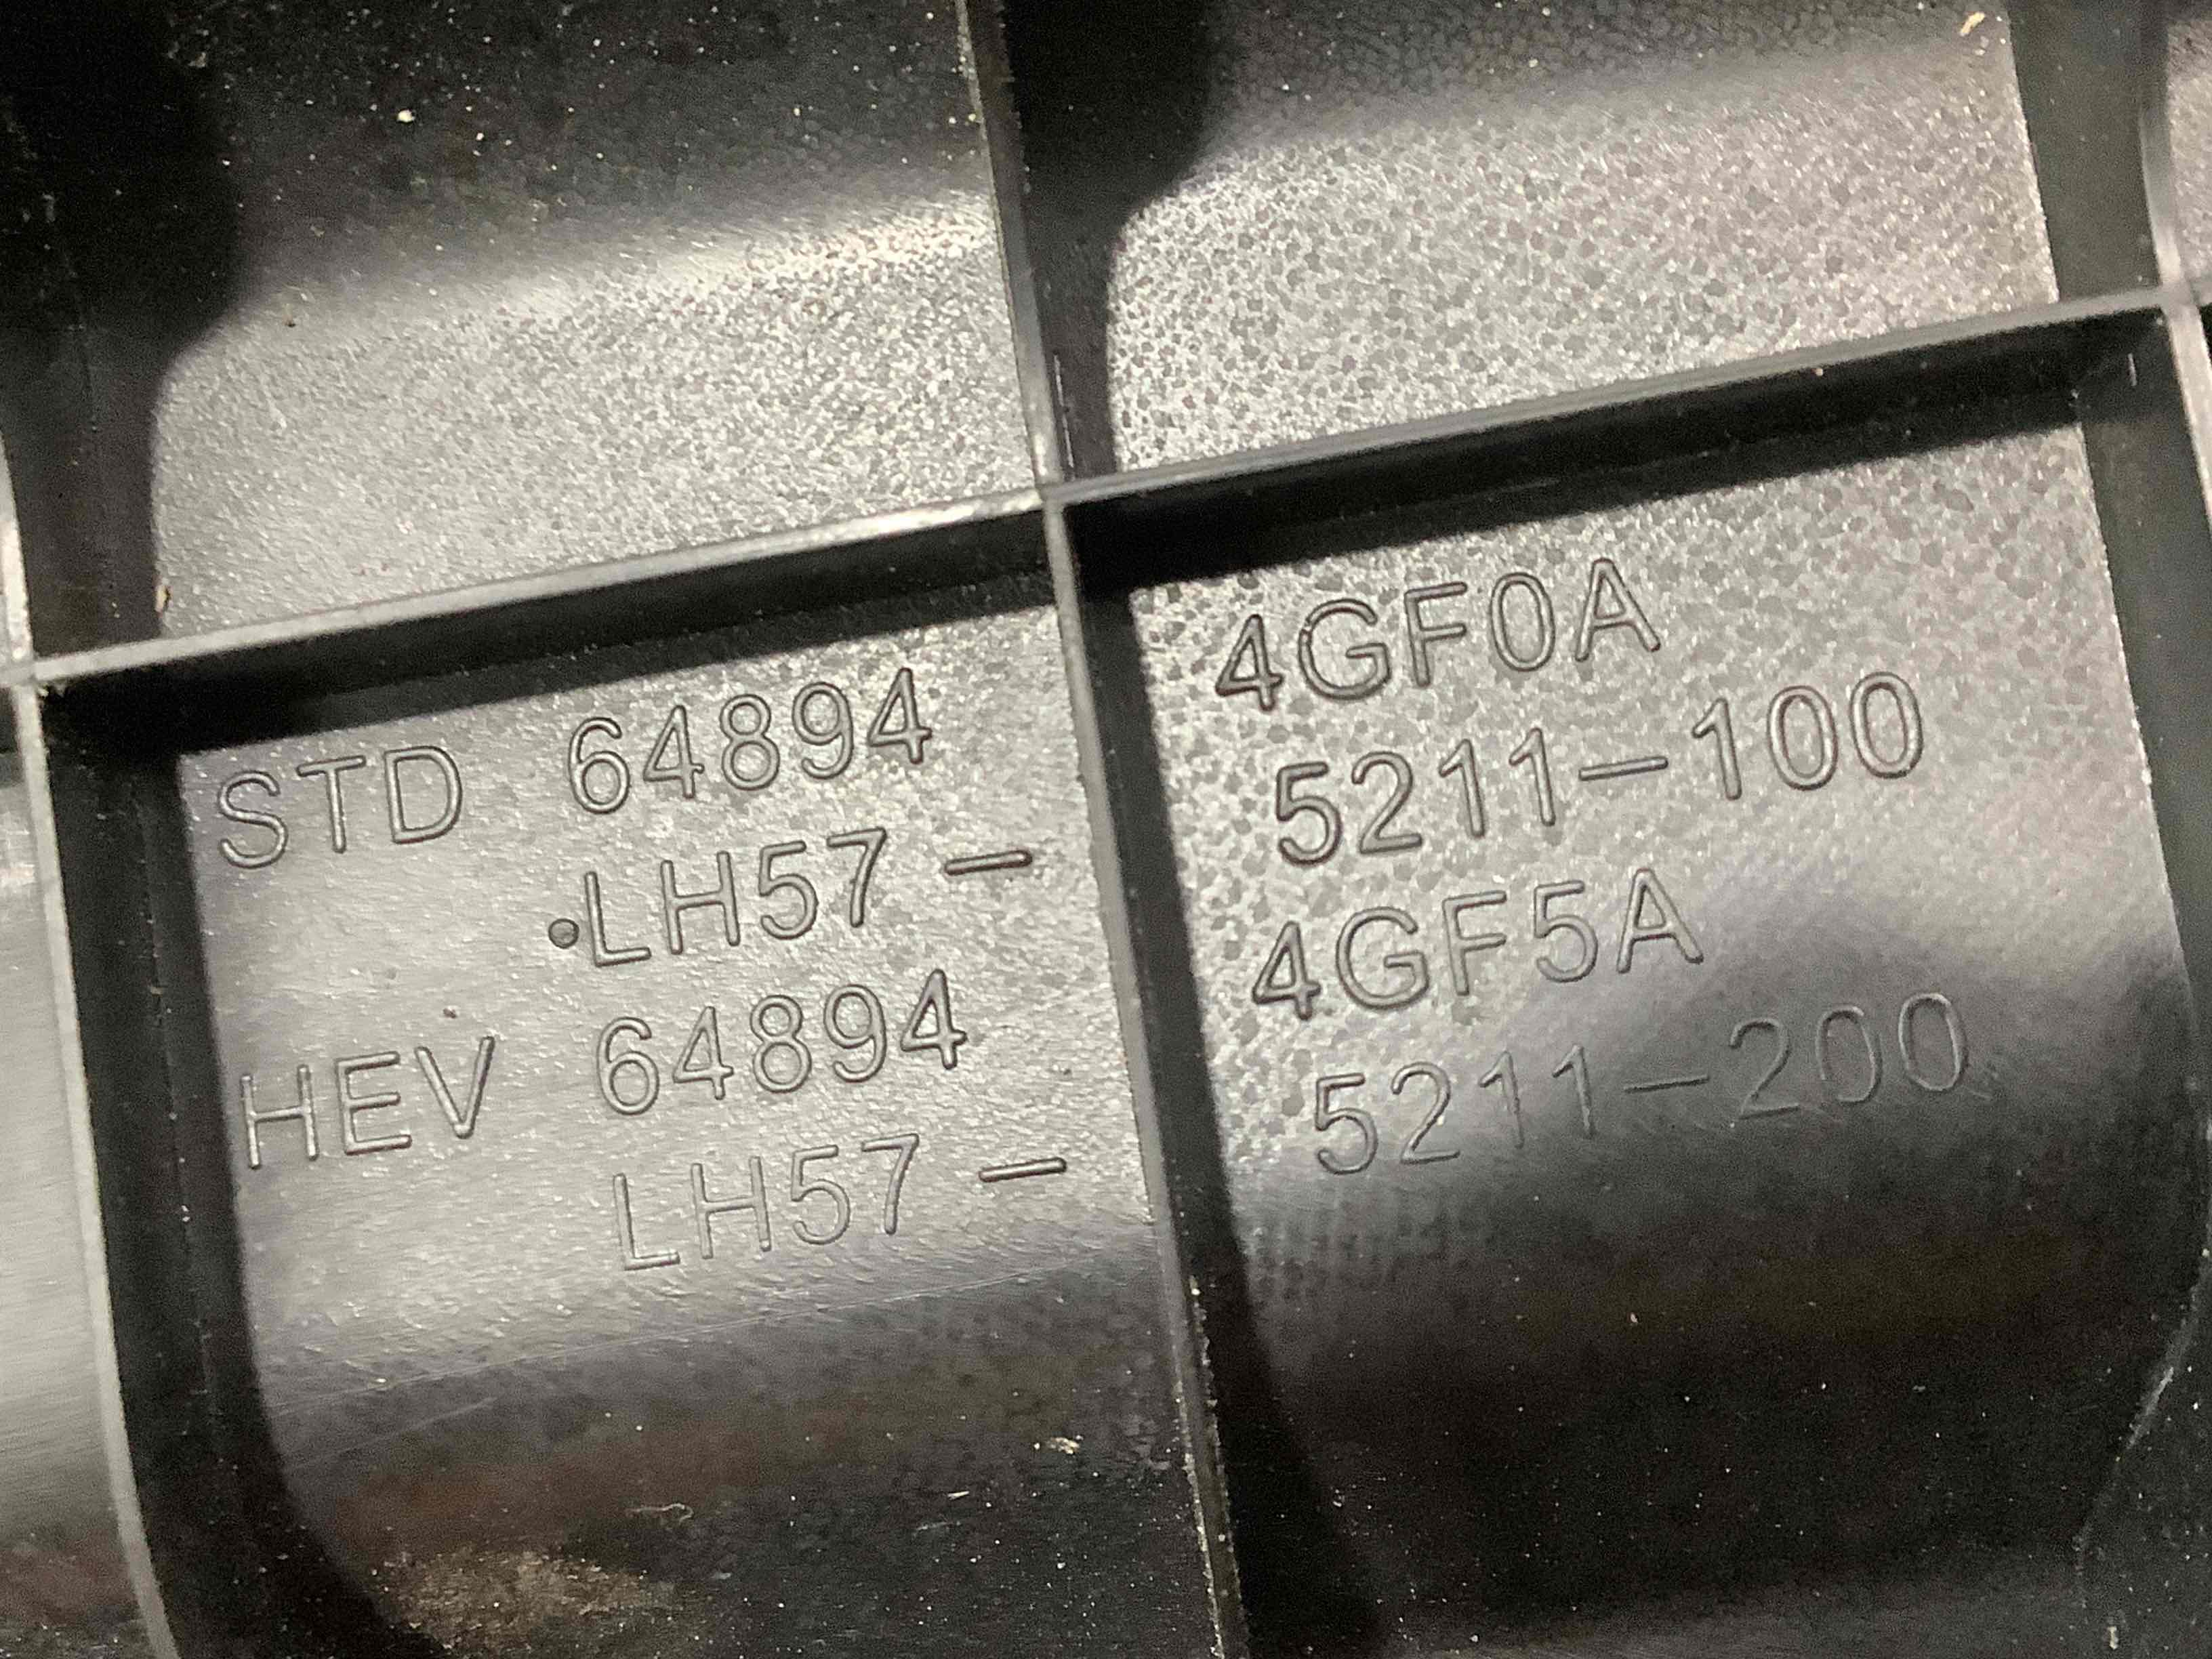 STD 64894 4GF0A
•LH57- 5211-100
HEV 64894 4GF5A
LH57- 5211-200